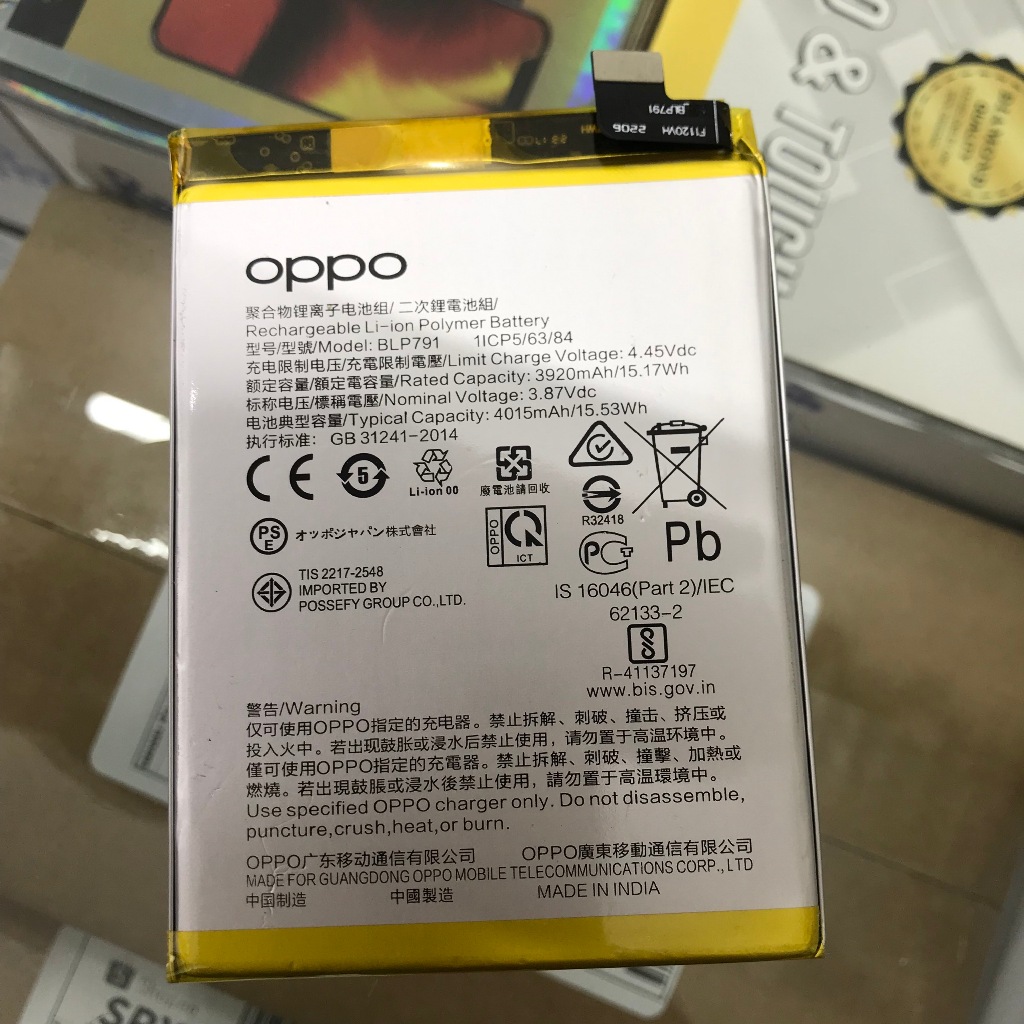 & TOUCH
BLP791
F1120VH 2206
oppo
聚合物锂离子电池组/ 二次鋰電池組/
Rechargeable Li-ion Polymer Battery
型号/型號/Model: BLP791 1ICP5/63/84
充电限制电压/充電限制電壓/Limit Charge Voltage: 4.45Vdc
额定容量/額定電容量/Rated Capacity: 3920mAh/15.17Wh
标称电压/標稱電壓/Nominal Voltage: 3.87Vdc
电池典型容量/Typical Capacity: 4015mAh/15.53Wh
执行标准: GB 31241-2014
CE 5
Li-ion 00
廢電池請回收
R32418
PS E オッポジャパン株式会社
OPPO
ICT
PCT
Pb
TIS 2217-2548
IMPORTED BY
POSSEFY GROUP CO.,LTD.
IS 16046(Part 2)/IEC
62133-2
R-41137197
www.bis.gov.in
警告/Warning
仅可使用OPPO指定的充电器。禁止拆解、刺破、撞击、挤压或
投入火中。若出现鼓胀或浸水后禁止使用，请勿置于高温环境中。
僅可使用OPPO指定的充電器。禁止拆解、刺破、撞擊、加熱或
燃燒。若出現鼓脹或浸水後禁止使用，請勿置于高溫環境中。
Use specified OPPO charger only. Do not disassemble,
puncture,crush,heat,or burn.
OPPO广东移动通信有限公司 OPPO廣東移動通信有限公司
MADE FOR GUANGDONG OPPO MOBILE TELECOMMUNICATIONS CORP., LTD
中国制造 中國製造 MADE IN INDIA